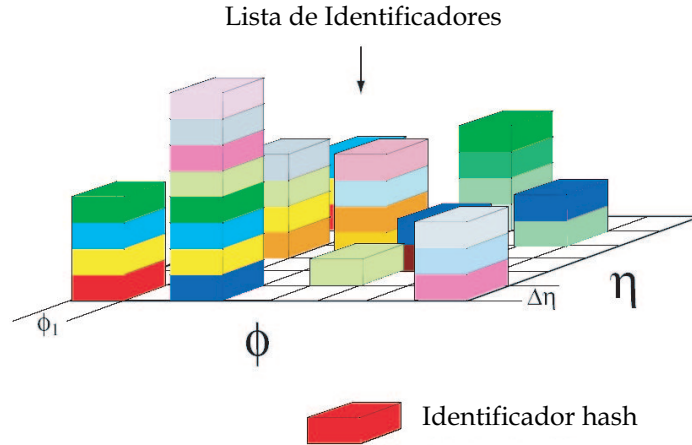 Lista de Identificadores
Δη
η
ϕ₁
ϕ
Identificador hash